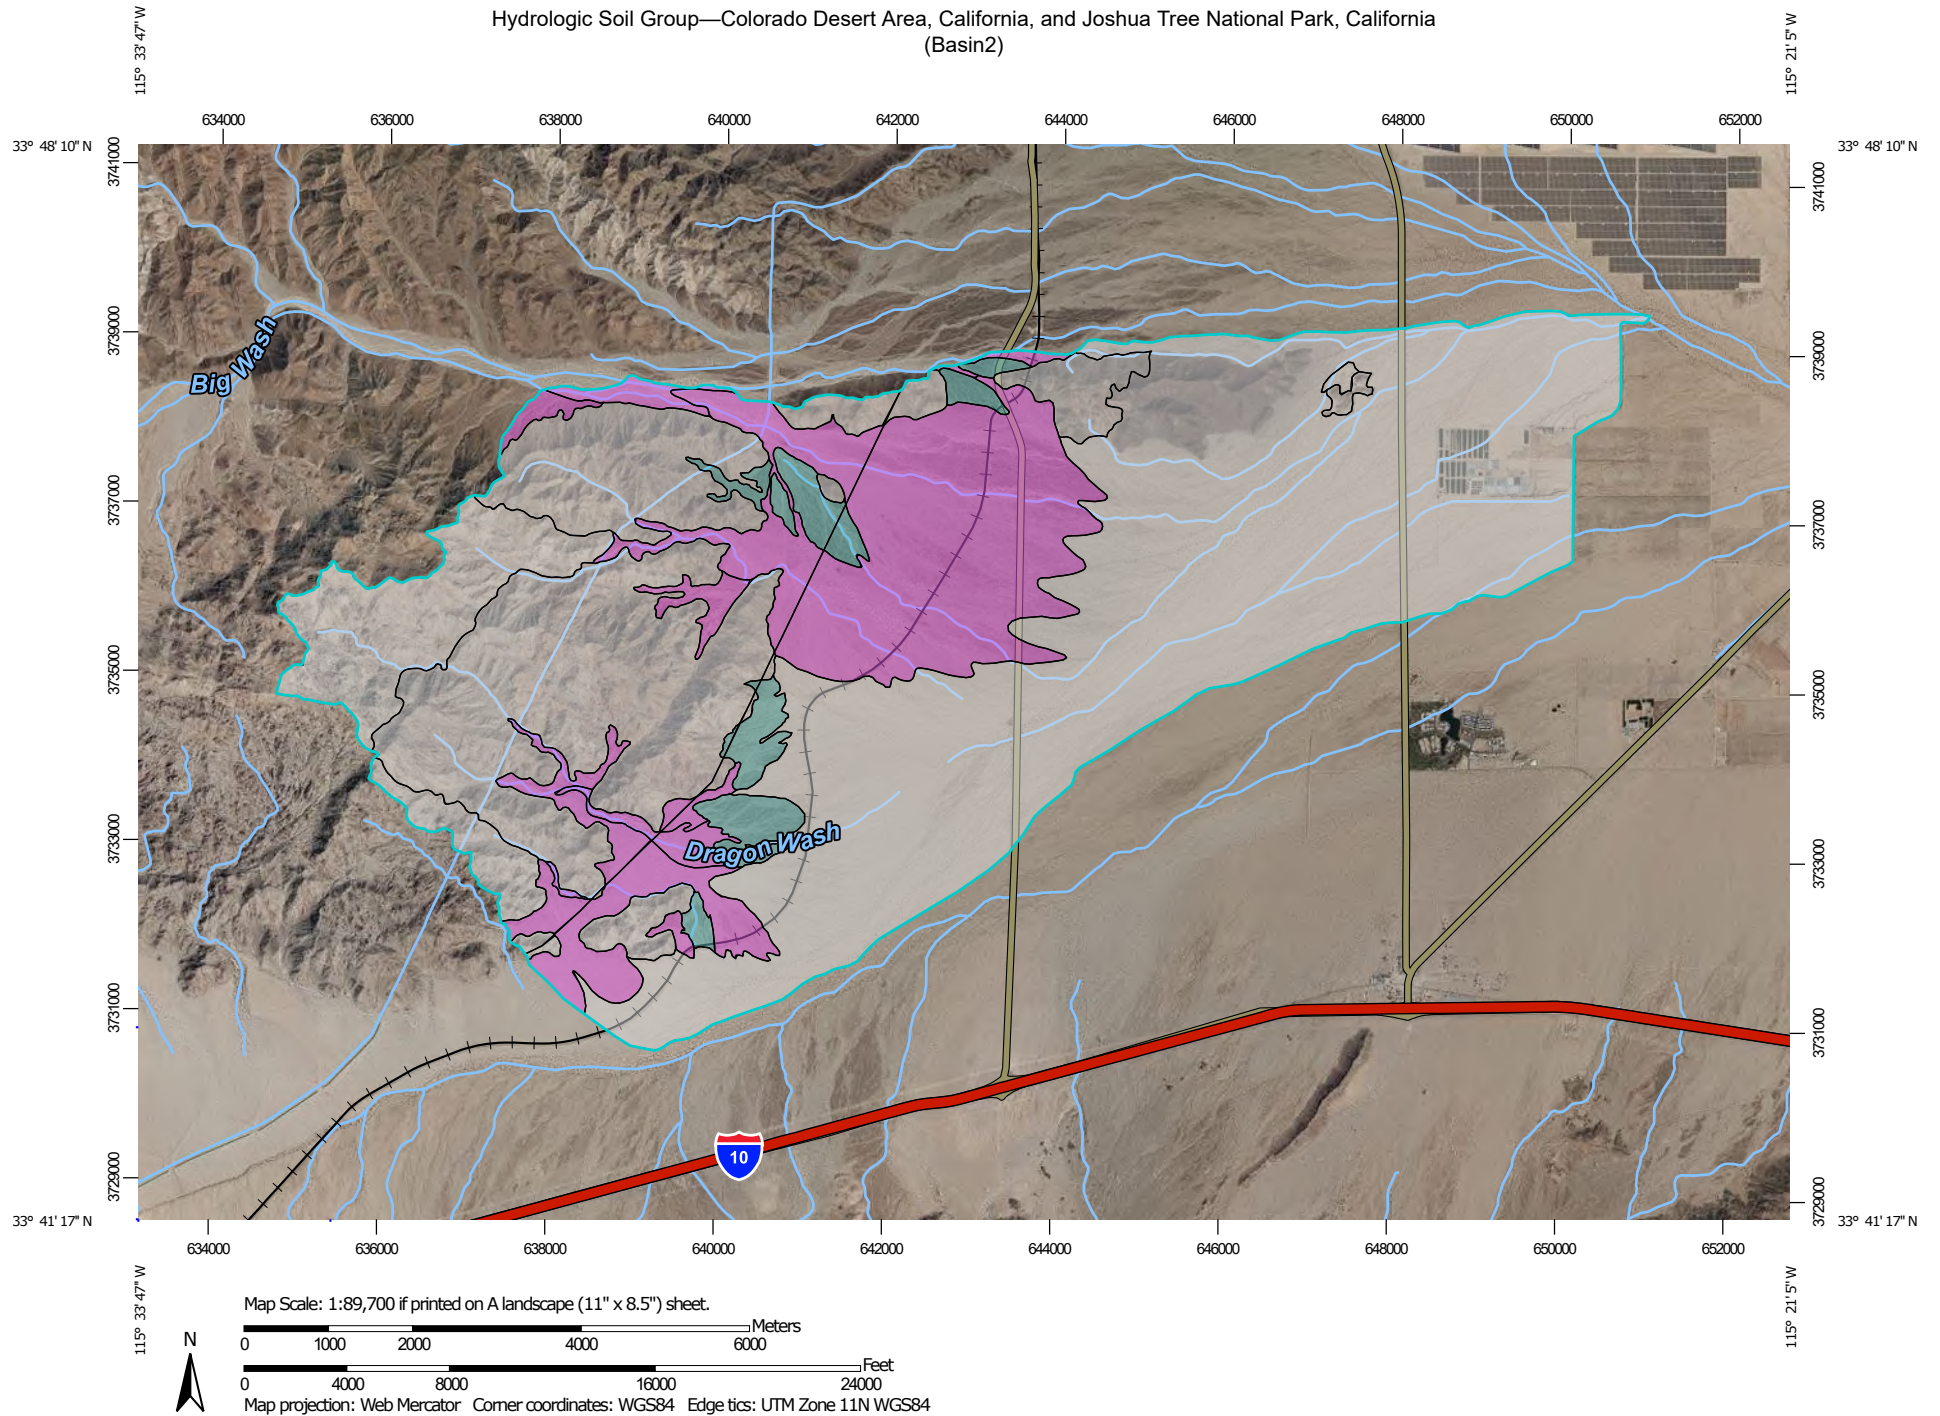 Hydrologic Soil Group—Colorado Desert Area, California, and Joshua Tree National Park, California
(Basin2)
115° 33' 47'' W
115° 21' 5'' W
634000 636000 638000 640000 642000 644000 646000 648000 650000 652000
33° 48' 10'' N
33° 48' 10'' N
3741000
3741000
3739000
3739000
Big Wash
3737000
3737000
3735000
3735000
3733000
3733000
Dragon Wash
3731000
3731000
10
3729000
3729000
33° 41' 17'' N
33° 41' 17'' N
634000 636000 638000 640000 642000 644000 646000 648000 650000 652000
115° 33' 47'' W
115° 21' 5'' W
Map Scale: 1:89,700 if printed on A landscape (11" x 8.5") sheet.
Meters
0 1000 2000 4000 6000
N
Feet
0 4000 8000 16000 24000
Map projection: Web Mercator Corner coordinates: WGS84 Edge tics: UTM Zone 11N WGS84